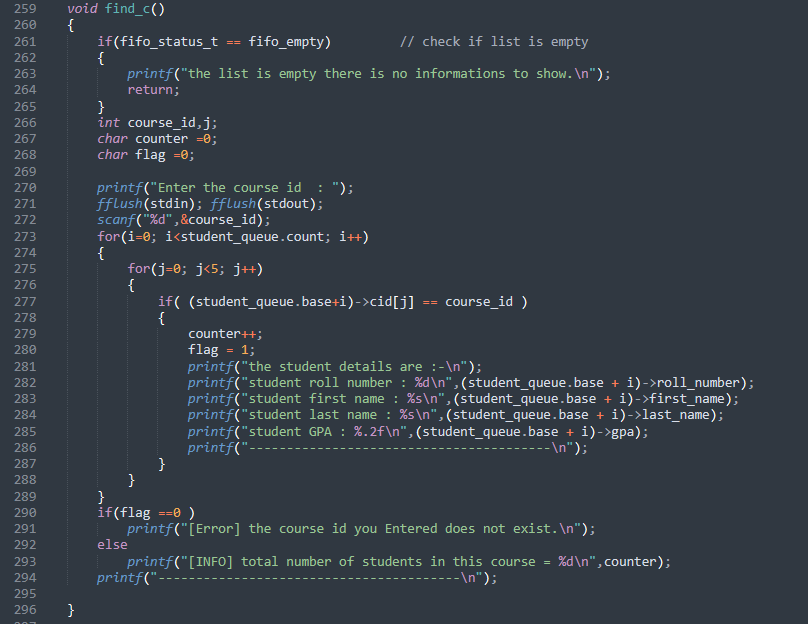 259 void find_c()
260 {
261     if(fifo_status_t == fifo_empty)         // check if list is empty
262     {
263         printf("the list is empty there is no informations to show.\n");
264         return;
265     }
266     int course_id,j;
267     char counter =0;
268     char flag =0;
269
270     printf("Enter the course id  : ");
271     fflush(stdin); fflush(stdout);
272     scanf("%d",&course_id);
273     for(i=0; i<student_queue.count; i++)
274     {
275         for(j=0; j<5; j++)
276         {
277             if( (student_queue.base+i)->cid[j] == course_id )
278             {
279                 counter++;
280                 flag = 1;
281                 printf("the student details are :-\n");
282                 printf("student roll number : %d\n",(student_queue.base + i)->roll_number);
283                 printf("student first name : %s\n",(student_queue.base + i)->first_name);
284                 printf("student last name : %s\n",(student_queue.base + i)->last_name);
285                 printf("student GPA : %.2f\n",(student_queue.base + i)->gpa);
286                 printf("----------------------------------------\n");
287             }
288         }
289     }
290     if(flag ==0 )
291         printf("[Error] the course id you Entered does not exist.\n");
292     else
293         printf("[INFO] total number of students in this course = %d\n",counter);
294     printf("----------------------------------------\n");
295
296 }